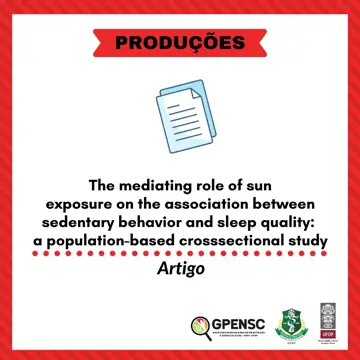 PRODUÇÕES
The mediating role of sun
exposure on the association between
sedentary behavior and sleep quality:
a population-based crosssectional study
Artigo
GPENSC
UFOP